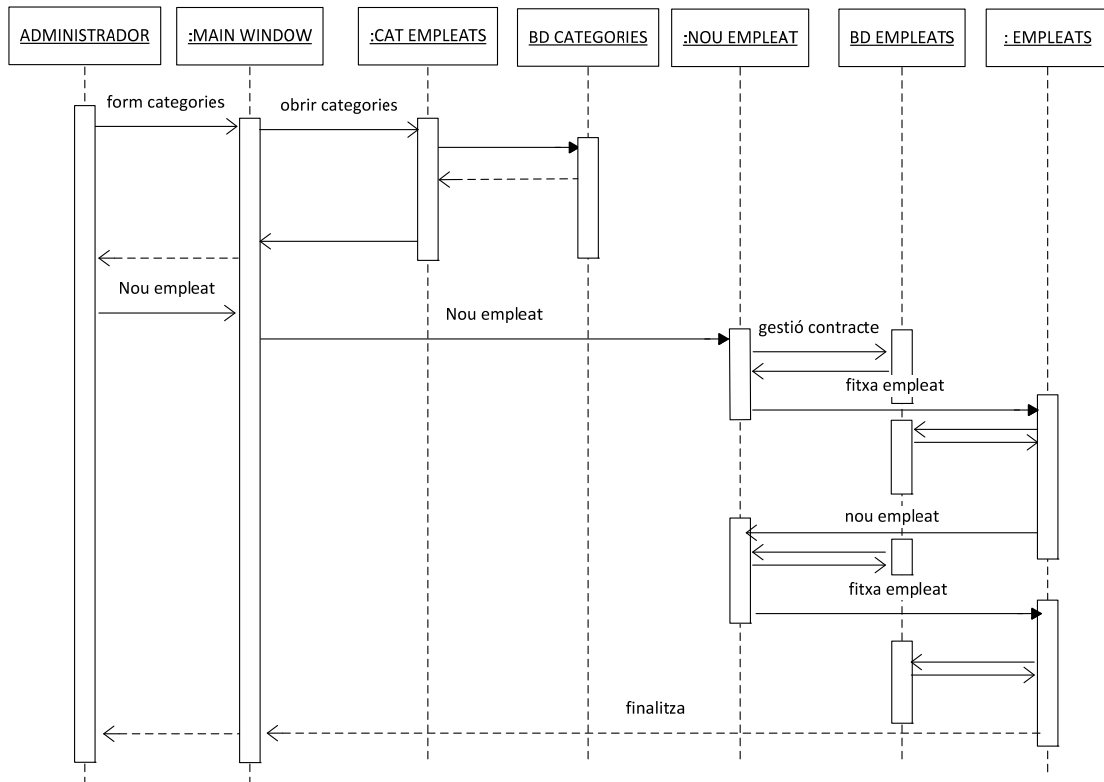 ADMINISTRADOR
:MAIN WINDOW
:CAT EMPLEATS
BD CATEGORIES
:NOU EMPLEAT
BD EMPLEATS
: EMPLEATS
form categories
obrir categories
Nou empleat
Nou empleat
gestió contracte
fitxa empleat
nou empleat
fitxa empleat
finalitza